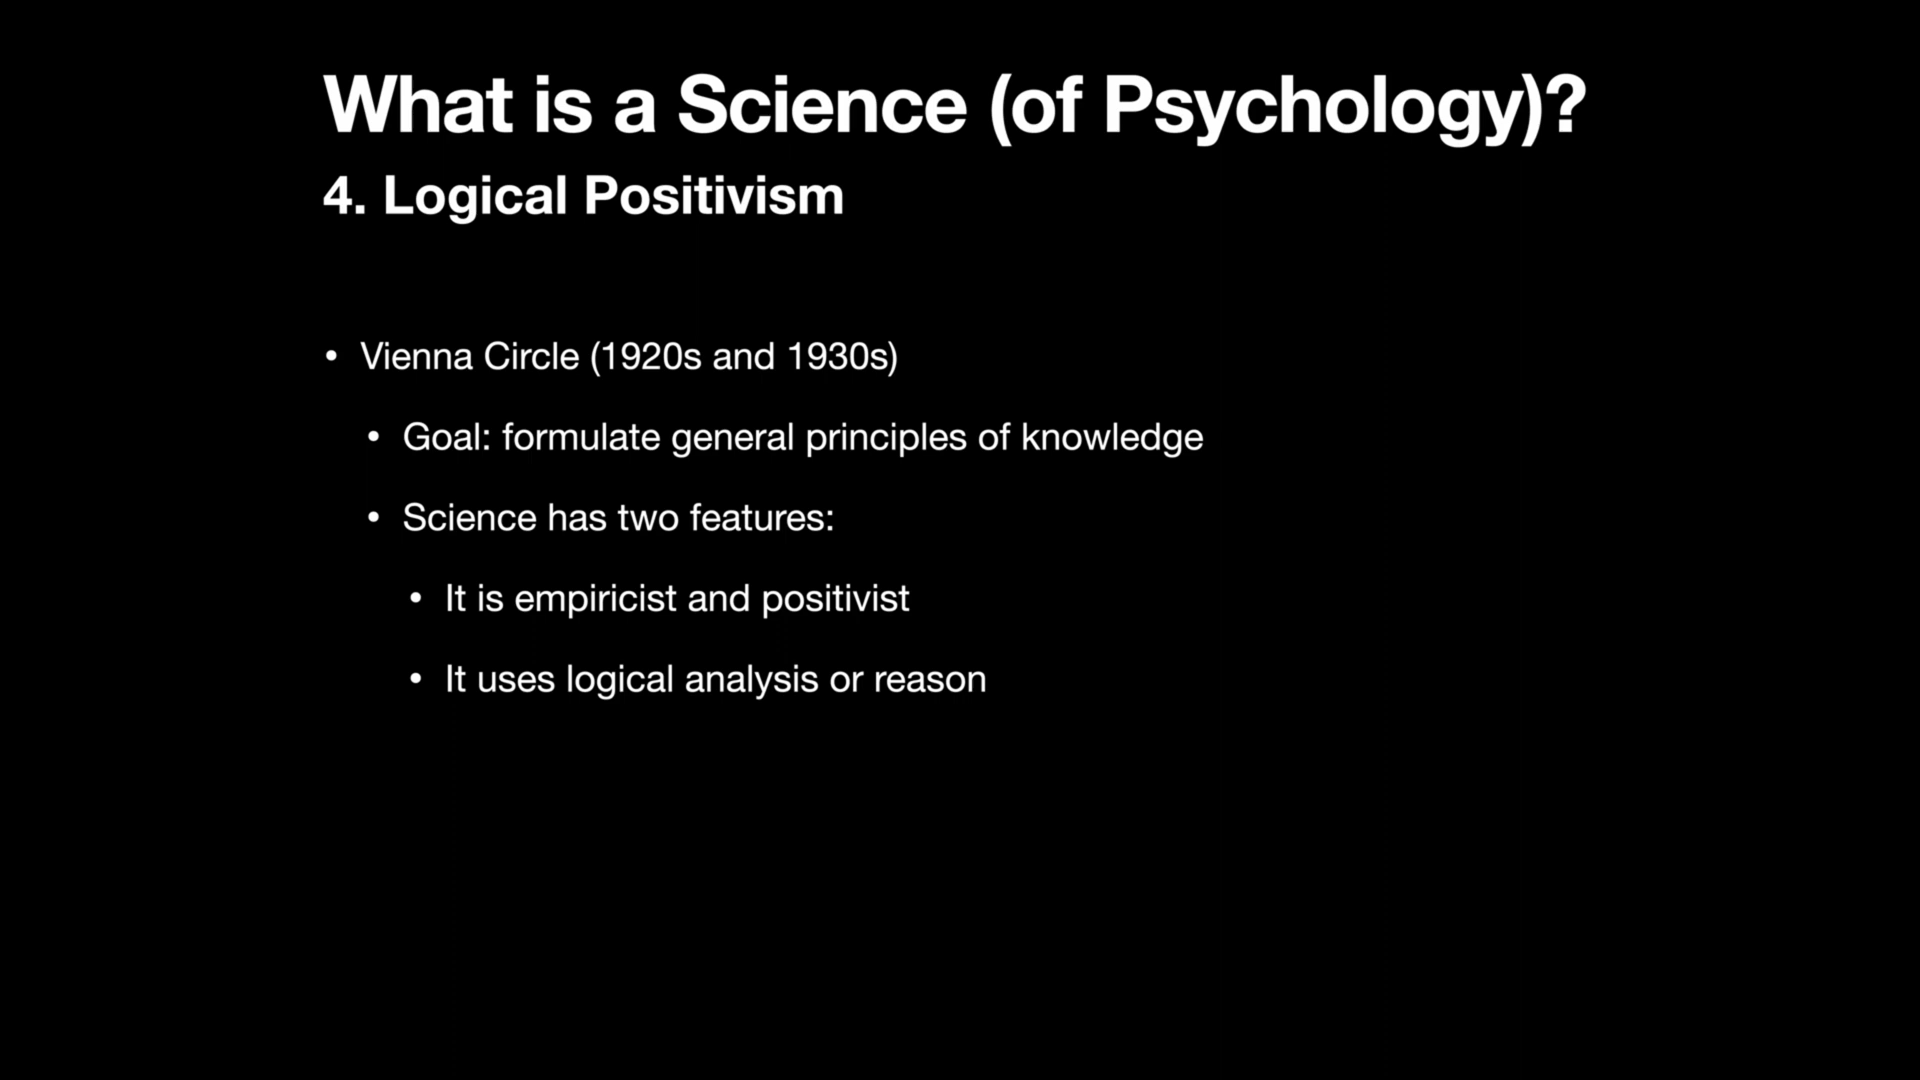 What is a Science (of Psychology)?
4. Logical Positivism
• Vienna Circle (1920s and 1930s)
• Goal: formulate general principles of knowledge
• Science has two features:
• It is empiricist and positivist
• It uses logical analysis or reason